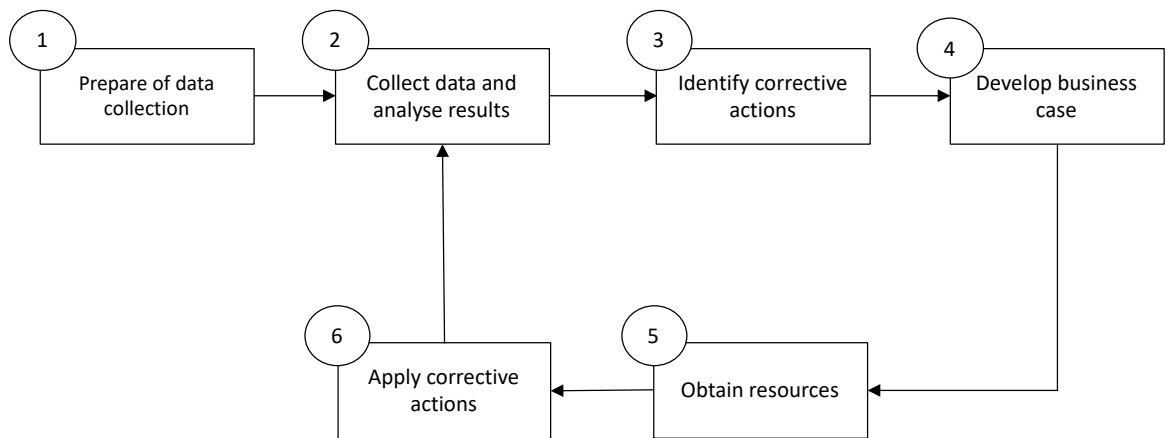 1
Prepare of data
collection
2
Collect data and
analyse results
3
Identify corrective
actions
4
Develop business
case
5
Obtain resources
6
Apply corrective
actions